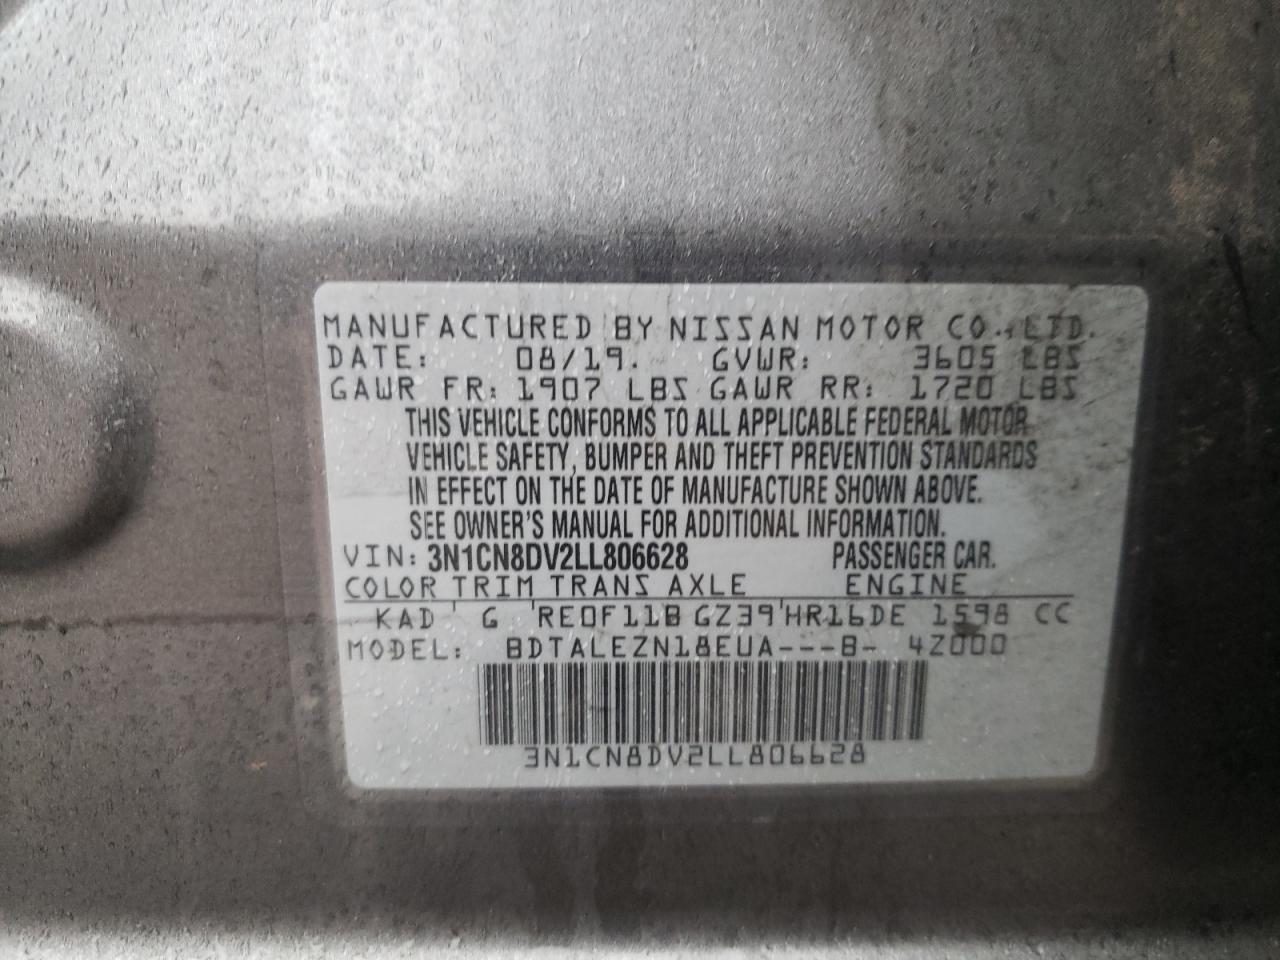 MANUFACTURED BY NISSAN MOTOR CO.,LTD.
DATE: 08/19. GVWR: 3605 LBS
GAWR FR: 1907 LBS GAWR RR: 1720 LBS
THIS VEHICLE CONFORMS TO ALL APPLICABLE FEDERAL MOTOR
VEHICLE SAFETY, BUMPER AND THEFT PREVENTION STANDARDS
IN EFFECT ON THE DATE OF MANUFACTURE SHOWN ABOVE.
SEE OWNER'S MANUAL FOR ADDITIONAL INFORMATION.
VIN: 3N1CN8DV2LL806628 PASSENGER CAR.
COLOR TRIM TRANS AXLE ENGINE
KAD ' G 'RE0F11B GZ39'HR16DE 1598 CC
MODEL: BDTALEZN18EUA---B- 4Z000
3N1CN8DV2LL806628